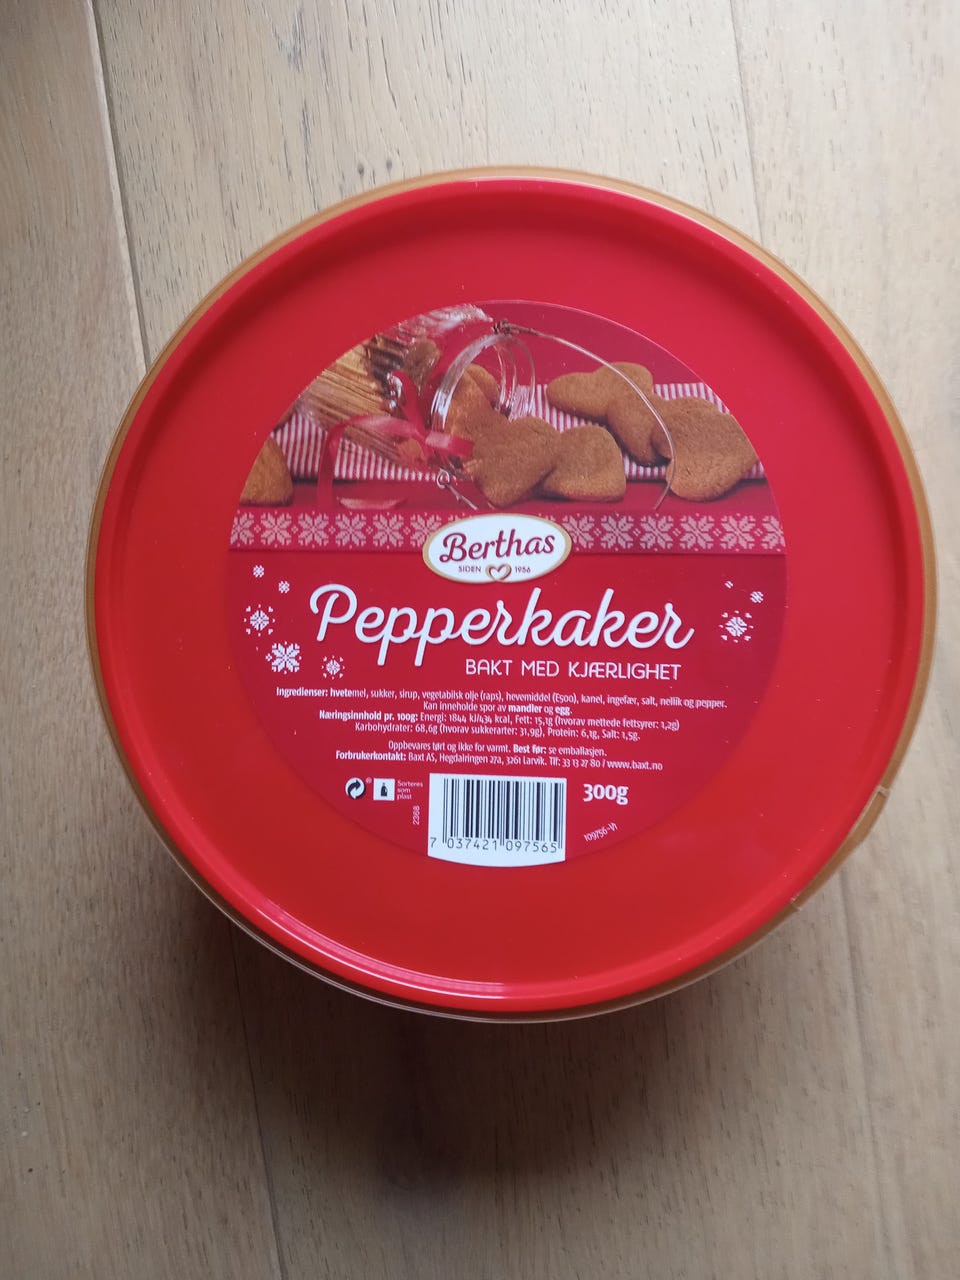 Berthas
SIDEN 1956
Pepperkaker
BAKT MED KJÆRLIGHET
Ingredienser: hvetemel, sukker, sirup, vegetabilsk olje (raps), hevemiddel (E500), kanel, ingefær, salt, nellik og pepper.
Kan inneholde spor av mandler og egg.
Næringsinnhold pr. 100g: Energi: 1844 kJ/434 kcal, Fett: 15,1g (hvorav mettede fettsyrer: 1,2g)
Karbohydrater: 68,6g (hvorav sukkerarter: 31,9g), Protein: 6,1g, Salt: 1,5g.
Oppbevares tørt og ikke for varmt. Best før: se emballasjen.
Forbrukerkontakt: Baxt AS, Hegdalringen 27a, 3261 Larvik. Tlf: 33 13 27 80 / www.baxt.no
Sorteres
som
plast
2368
300g
109756-V1
7 037421 097565